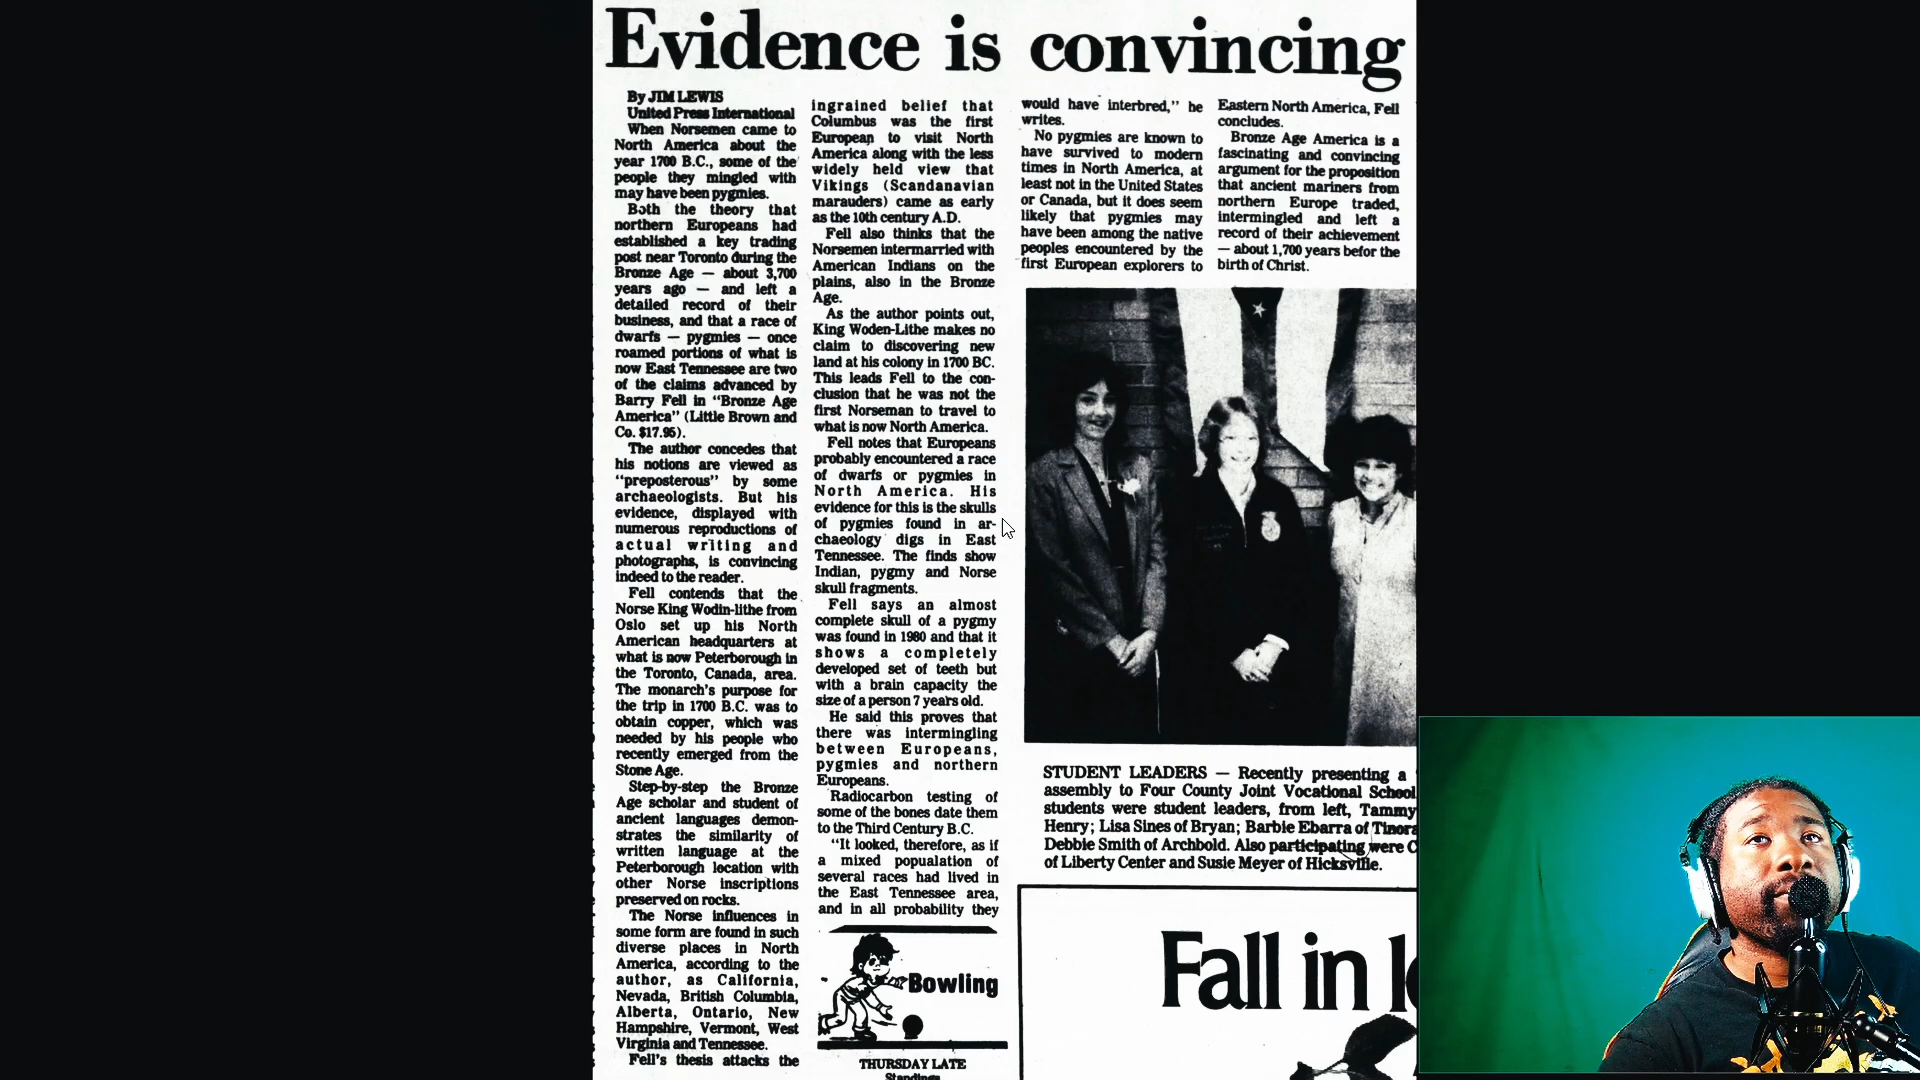 Evidence is convincing
By JIM LEWIS
United Press International
When Norsemen came to
North America about the
year 1700 B.C., some of the
people they mingled with
may have been pygmies.
Both the theory that
northern Europeans had
established a key trading
post near Toronto during the
Bronze Age — about 3,700
years ago — and left a
detailed record of their
business, and that a race of
dwarfs — pygmies — once
roamed portions of what is
now East Tennessee are two
of the claims advanced by
Barry Fell in "Bronze Age
America" (Little Brown and
Co. $17.95).
The author concedes that
his notions are viewed as
"preposterous" by some
archaeologists. But his
evidence, displayed with
numerous reproductions of
actual writing and
photographs, is convincing
indeed to the reader.
Fell contends that the
Norse King Wodin-lithe from
Oslo set up his North
American headquarters at
what is now Peterborough in
the Toronto, Canada, area.
The monarch's purpose for
the trip in 1700 B.C. was to
obtain copper, which was
needed by his people who
recently emerged from the
Stone Age.
Step-by-step the Bronze
Age scholar and student of
ancient languages demon-
strates the similarity of
written language at the
Peterborough location with
other Norse inscriptions
preserved on rocks.
The Norse influences in
some form are found in such
diverse places in North
America, according to the
author, as California,
Nevada, British Columbia,
Alberta, Ontario, New
Hampshire, Vermont, West
Virginia and Tennessee.
Fell's thesis attacks the
ingrained belief that
Columbus was the first
European to visit North
America along with the less
widely held view that
Vikings (Scandanavian
marauders) came as early
as the 10th century A.D.
Fell also thinks that the
Norsemen intermarried with
American Indians on the
plains, also in the Bronze
Age.
As the author points out,
King Woden-Lithe makes no
claim to discovering new
land at his colony in 1700 BC.
This leads Fell to the con-
clusion that he was not the
first Norseman to travel to
what is now North America.
Fell notes that Europeans
probably encountered a race
of dwarfs or pygmies in
North America. His
evidence for this is the skulls
of pygmies found in ar-
chaeology digs in East
Tennessee. The finds show
Indian, pygmy and Norse
skull fragments.
Fell says an almost
complete skull of a pygmy
was found in 1980 and that it
shows a completely
developed set of teeth but
with a brain capacity the
size of a person 7 years old.
He said this proves that
there was intermingling
between Europeans,
pygmies and northern
Europeans.
Radiocarbon testing of
some of the bones date them
to the Third Century B.C.
"It looked, therefore, as if
a mixed popualation of
several races had lived in
the East Tennessee area,
and in all probability they
would have interbred," he
writes.
No pygmies are known to
have survived to modern
times in North America, at
least not in the United States
or Canada, but it does seem
likely that pygmies may
have been among the native
peoples encountered by the
first European explorers to
Eastern North America, Fell
concludes.
Bronze Age America is a
fascinating and convincing
argument for the proposition
that ancient mariners from
northern Europe traded,
intermingled and left a
record of their achievement
— about 1,700 years befor the
birth of Christ.
STUDENT LEADERS — Recently presenting a
assembly to Four County Joint Vocational School
students were student leaders, from left, Tammy
Henry; Lisa Sines of Bryan; Barbie Ebarra of
Debbie Smith of Archbold. Also participating were
of Liberty Center and Susie Meyer of Hicksville.
Bowling
THURSDAY LATE
Standings
Fall in